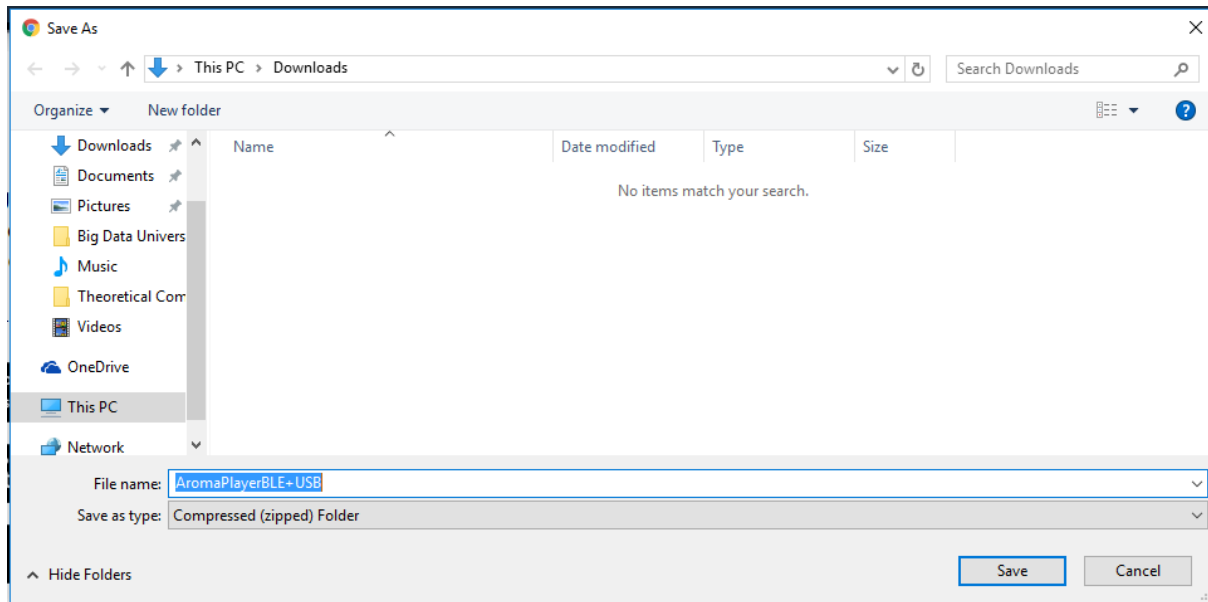 Save As
This PC > Downloads
Search Downloads
Organize
New folder
Downloads
Documents
Pictures
Big Data Univers
Music
Theoretical Com
Videos
OneDrive
This PC
Network
Name
Date modified
Type
Size
No items match your search.
File name: AromaPlayerBLE+USB
Save as type: Compressed (zipped) Folder
Hide Folders
Save
Cancel